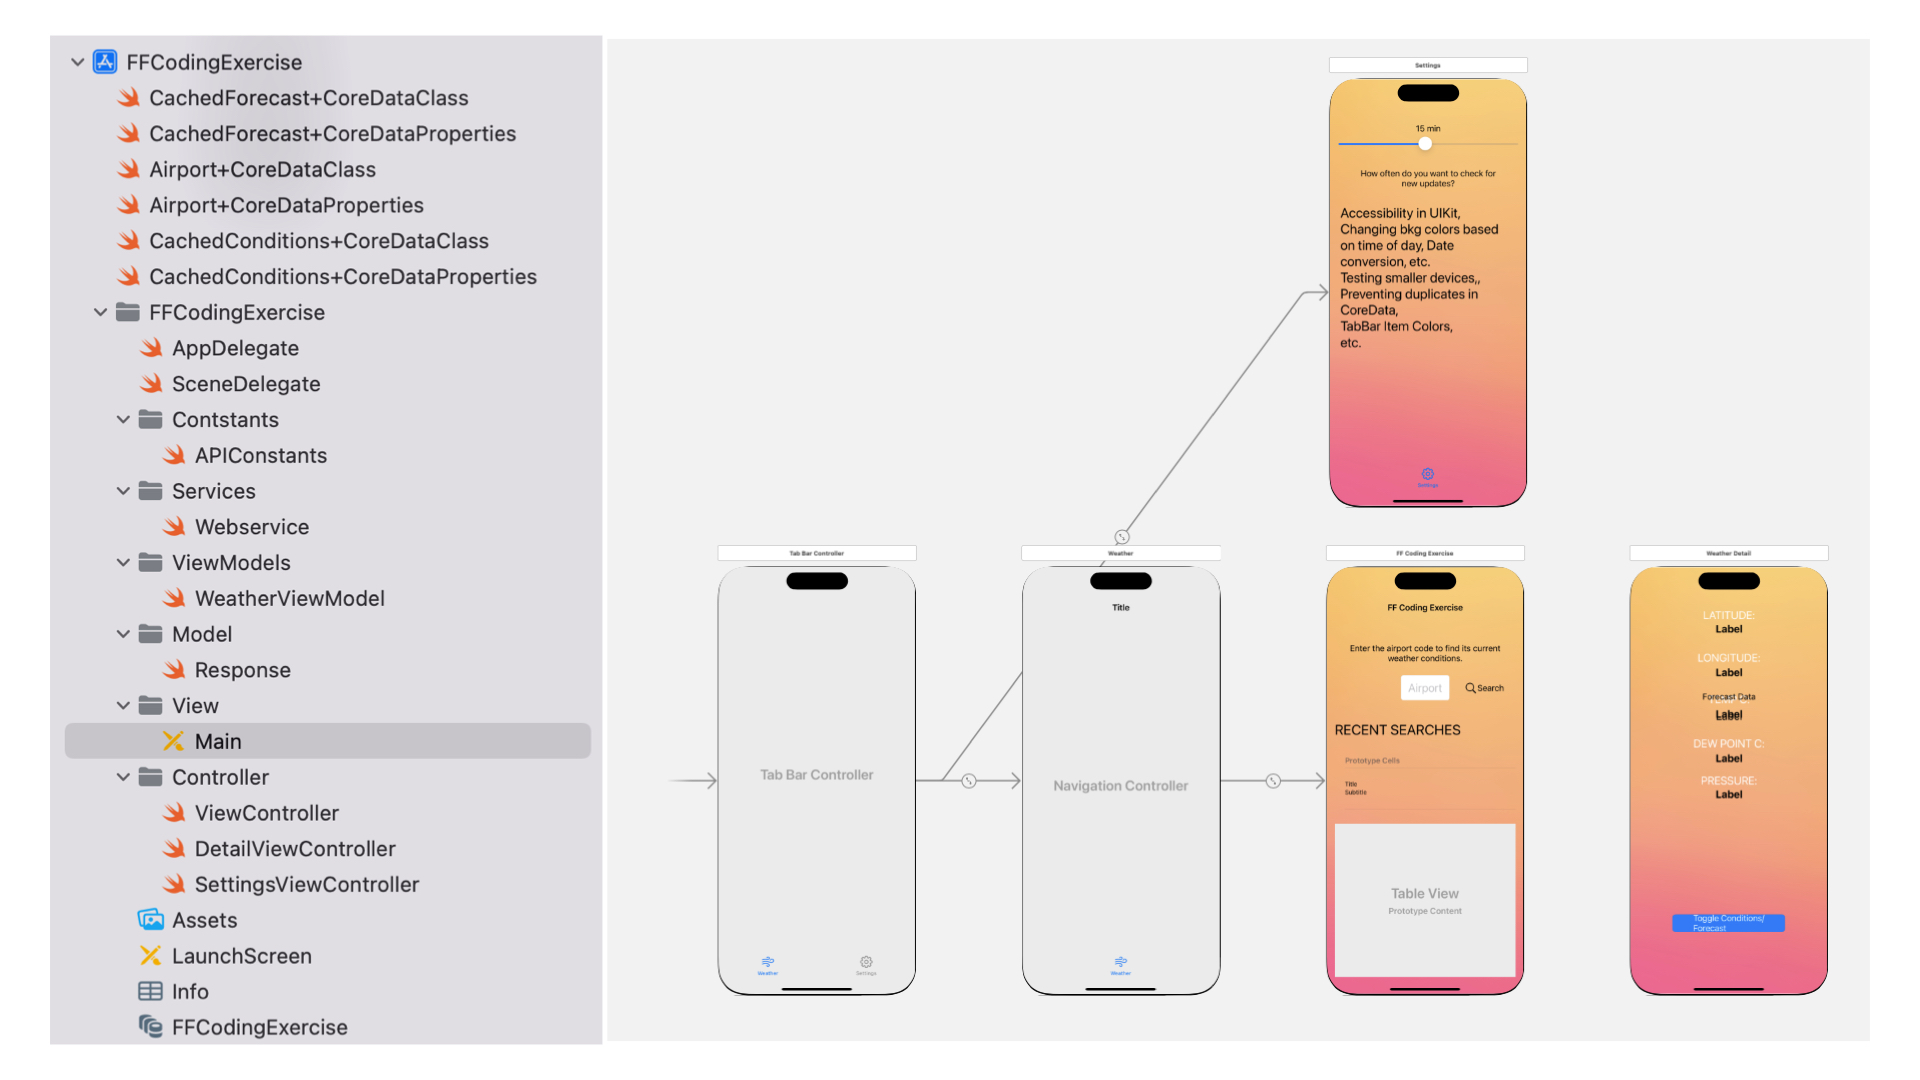 FFCodingExercise
CachedForecast+CoreDataClass
CachedForecast+CoreDataProperties
Airport+CoreDataClass
Airport+CoreDataProperties
CachedConditions+CoreDataClass
CachedConditions+CoreDataProperties
FFCodingExercise
AppDelegate
SceneDelegate
Contstants
APIConstants
Services
Webservice
ViewModels
WeatherViewModel
Model
Response
View
Main
Controller
ViewController
DetailViewController
SettingsViewController
Assets
LaunchScreen
Info
FFCodingExercise
Settings
15 min
How often do you want to check for
new updates?
Accessibility in UIKit,
Changing bkg colors based
on time of day, Date
conversion, etc.
Testing smaller devices,,
Preventing duplicates in
CoreData,
TabBar Item Colors,
etc.
Settings
Tab Bar Controller
Tab Bar Controller
Weather
Settings
Weather
Title
Navigation Controller
Weather
FF Coding Exercise
FF Coding Exercise
Enter the airport code to find its current
weather conditions.
Airport
Search
RECENT SEARCHES
Prototype Cells
Title
Subtitle
Table View
Prototype Content
Weather Detail
LATITUDE:
Label
LONGITUDE:
Label
Forecast Data
Label
DEW POINT C:
Label
PRESSURE:
Label
Toggle Conditions/
Forecast